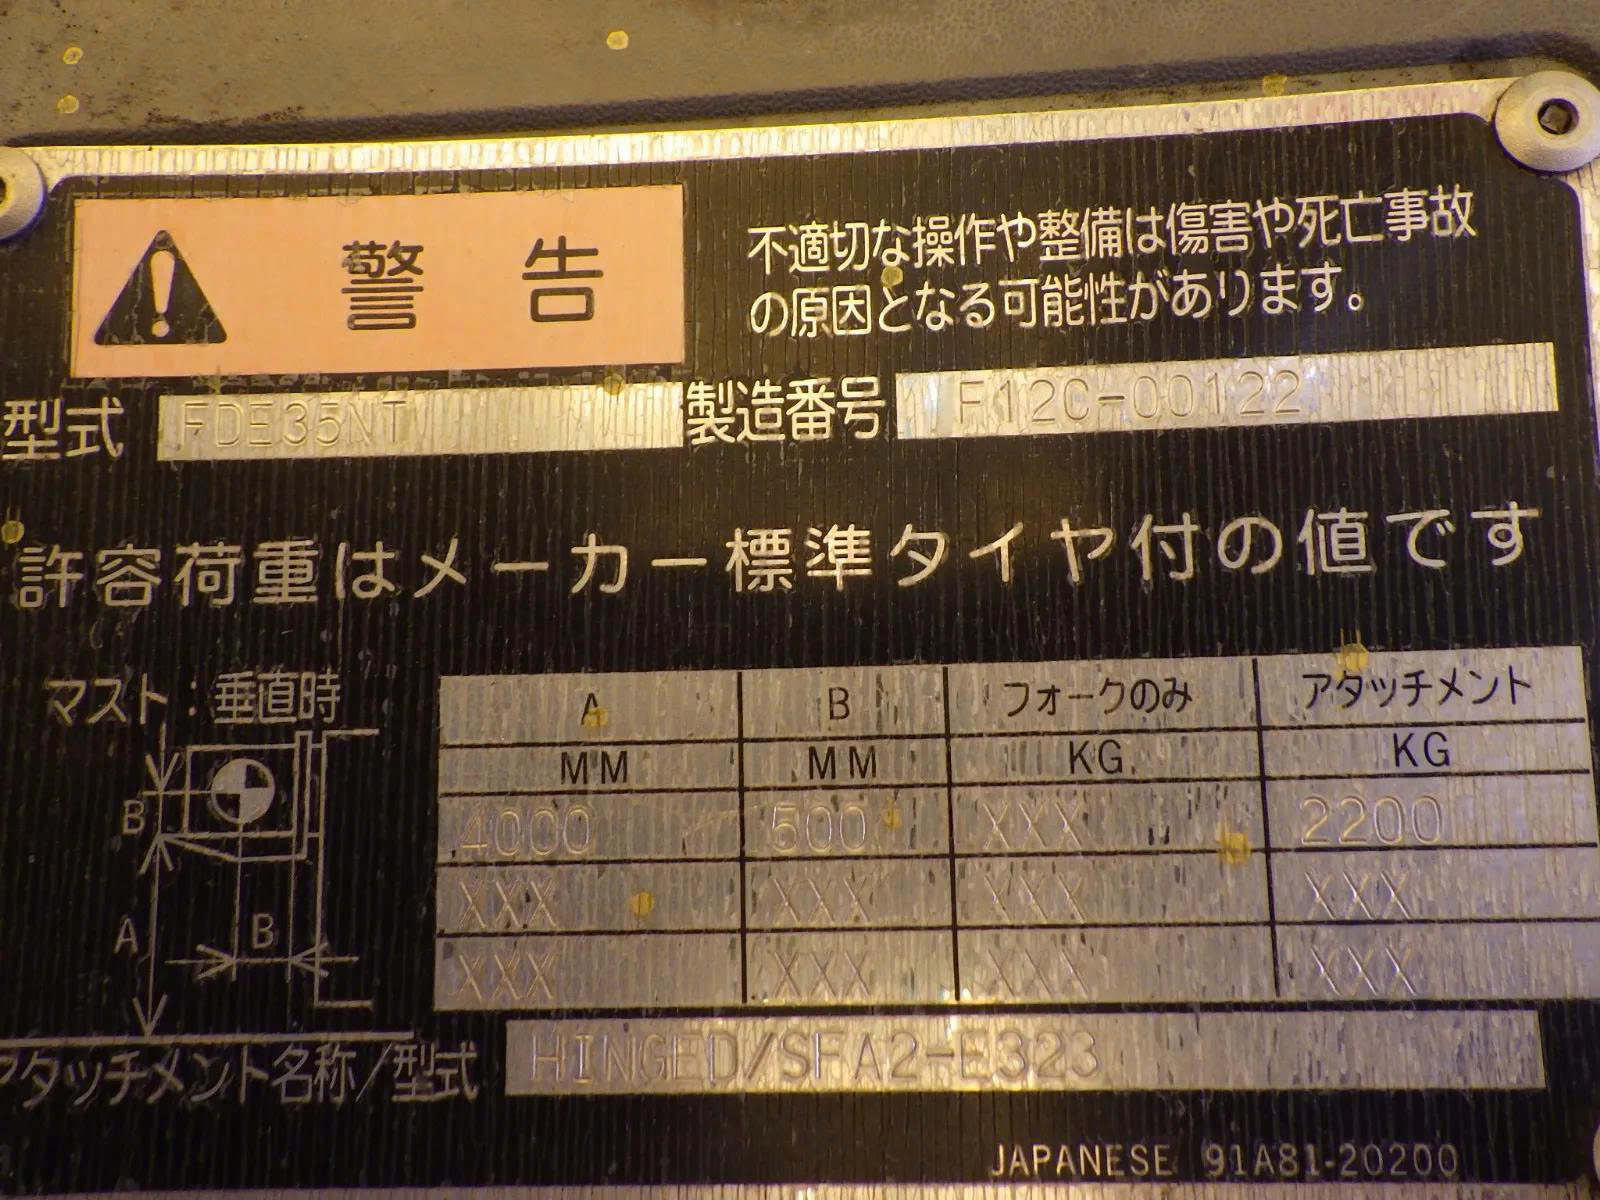 警告
不適切な操作や整備は傷害や死亡事故
の原因となる可能性があります。
型式 FDE35NT 製造番号 F12C-00122
許容荷重はメーカー標準タイヤ付の値です
マスト：垂直時
A B フォークのみ アタッチメント
MM MM KG. KG
4000 500 XXX 2200
XXX XXX XXX XXX
XXX XXX XXX XXX
B
A B
アタッチメント名称/型式 HINGED/SFA2-E323
JAPANESE 91A81-20200